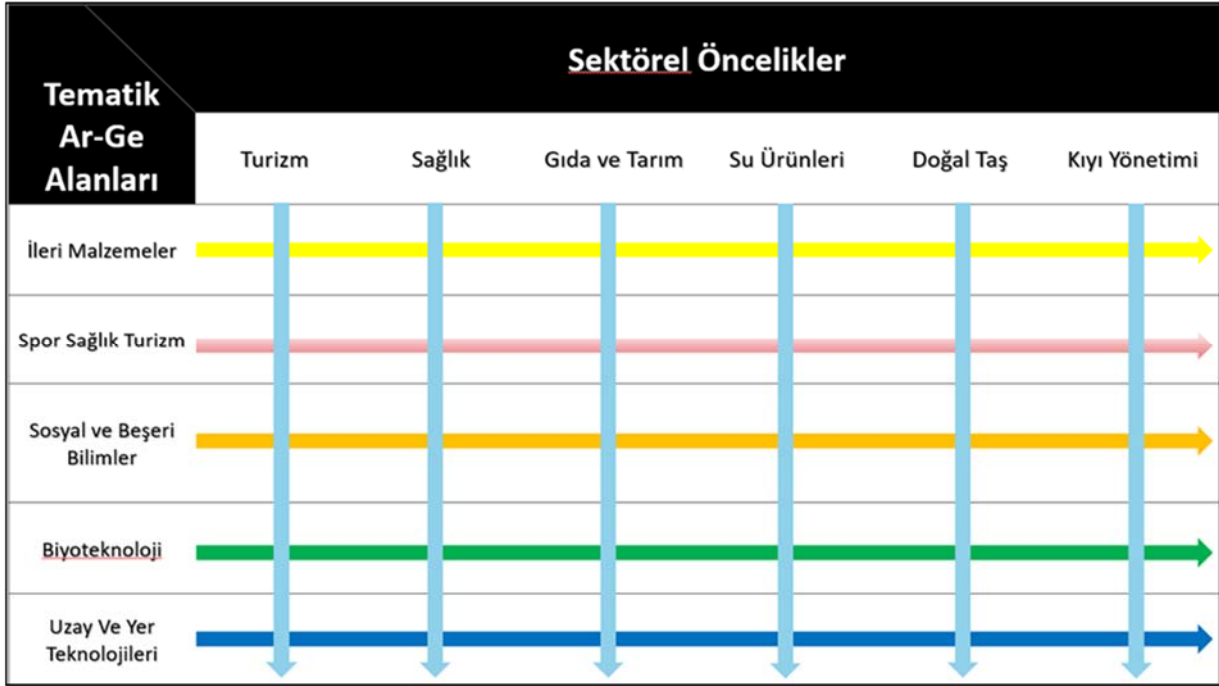 Sektörel Öncelikler
Tematik
Ar-Ge
Alanları
Turizm
Sağlık
Gıda ve Tarım
Su Ürünleri
Doğal Taş
Kıyı Yönetimi
İleri Malzemeler
Spor Sağlık Turizm
Sosyal ve Beşeri
Bilimler
Biyoteknoloji
Uzay Ve Yer
Teknolojileri